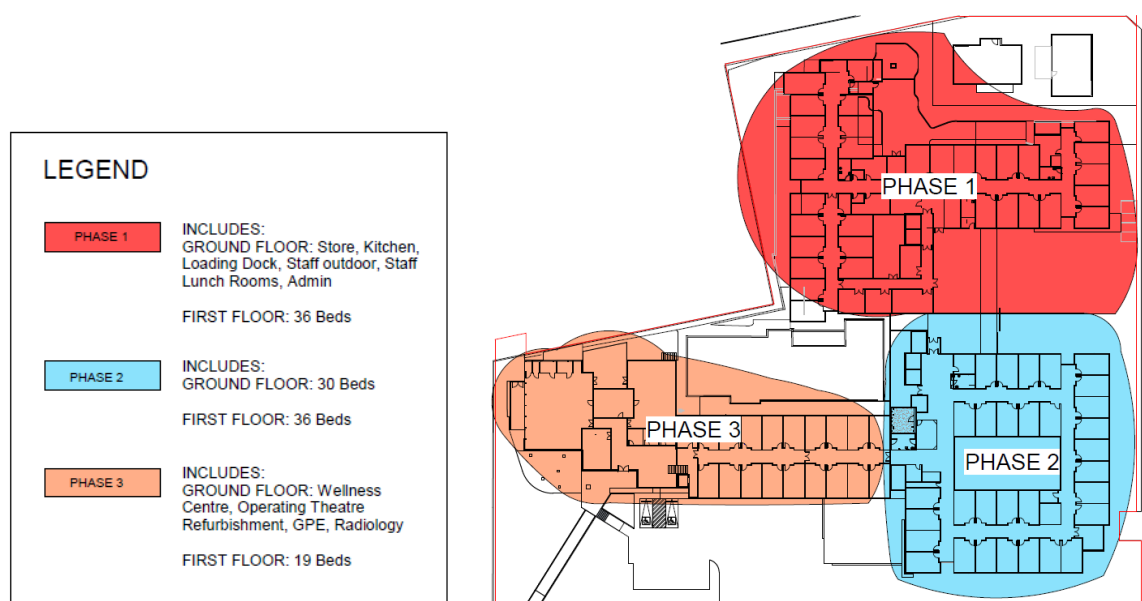 LEGEND
PHASE 1
INCLUDES:
GROUND FLOOR: Store, Kitchen,
Loading Dock, Staff outdoor, Staff
Lunch Rooms, Admin
FIRST FLOOR: 36 Beds
PHASE 2
INCLUDES:
GROUND FLOOR: 30 Beds
FIRST FLOOR: 36 Beds
PHASE 3
INCLUDES:
GROUND FLOOR: Wellness
Centre, Operating Theatre
Refurbishment, GPE, Radiology
FIRST FLOOR: 19 Beds
PHASE 1
PHASE 3
PHASE 2